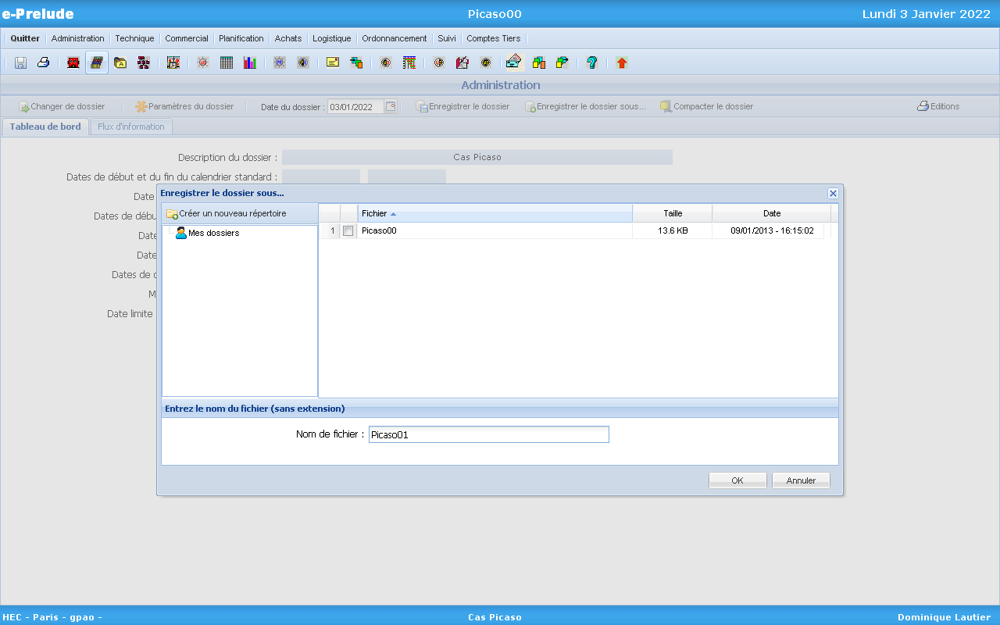 e-Prelude Picaso00 Lundi 3 Janvier 2022
Quitter Administration Technique Commercial Planification Achats Logistique Ordonnancement Suivi Comptes Tiers
Administration
Changer de dossier Paramètres du dossier Date du dossier : 03/01/2022 Enregistrer le dossier Enregistrer le dossier sous... Compacter le dossier Editions
Tableau de bord Flux d'information
Description du dossier : Cas Picaso
Dates de début et du fin du calendrier standard :
Date
Dates de débu
Date
Date
Dates de
M
Date limite
Enregistrer le dossier sous...
Créer un nouveau répertoire Fichier Taille Date
Mes dossiers 1 Picaso00 13.6 KB 09/01/2013 - 16:15:02
Entrez le nom du fichier (sans extension)
Nom de fichier : Picaso01
OK Annuler
HEC - Paris - gpao - Cas Picaso Dominique Lautier